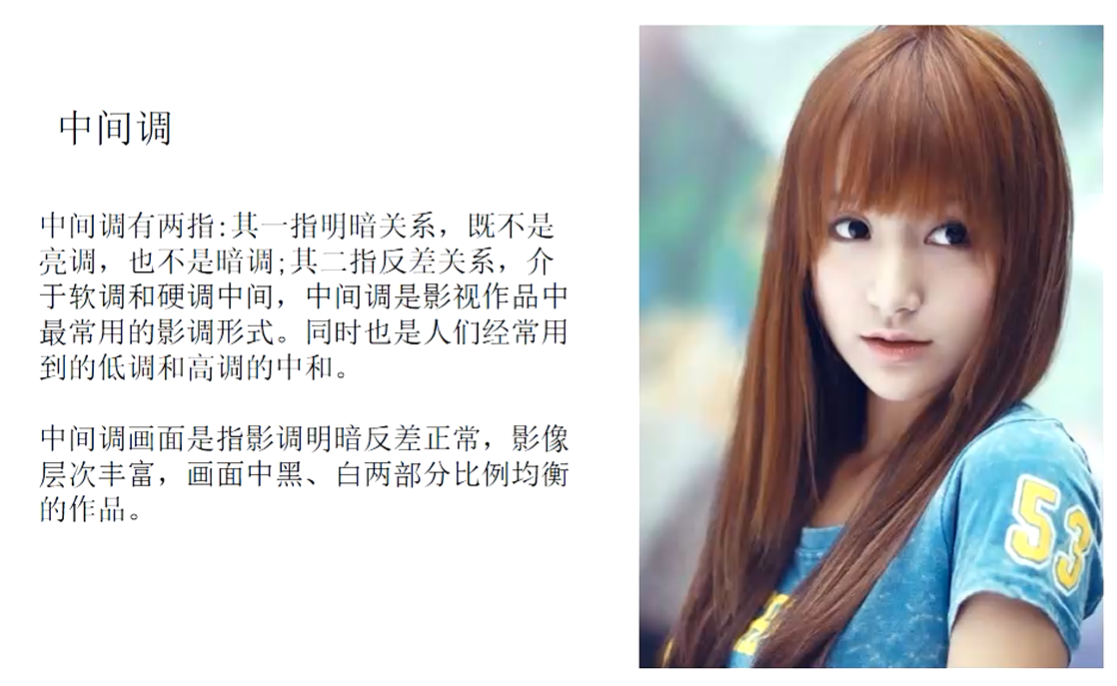 中间调
中间调有两指:其一指明暗关系，既不是
亮调，也不是暗调;其二指反差关系，介
于软调和硬调中间，中间调是影视作品中
最常用的影调形式。同时也是人们经常用
到的低调和高调的中和。
中间调画面是指影调明暗反差正常，影像
层次丰富，画面中黑、白两部分比例均衡
的作品。
53